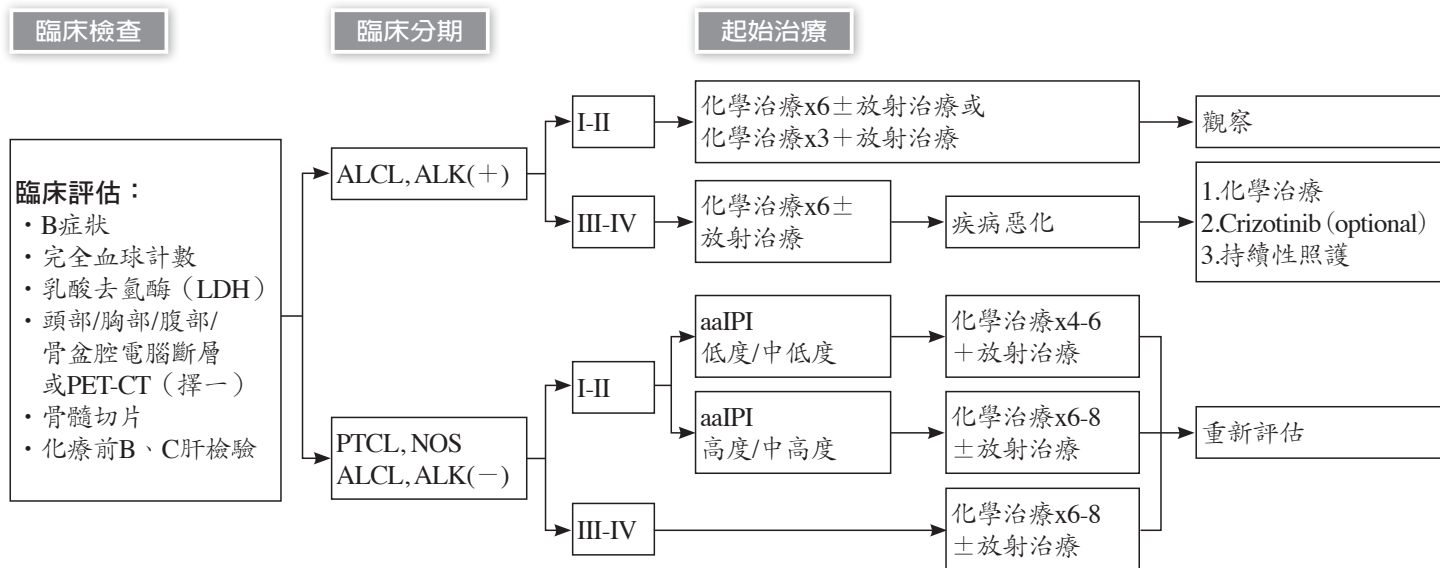 臨床檢查
臨床分期
起始治療
臨床評估：
・B症狀
・完全血球計數
・乳酸去氫酶（LDH）
・頭部/胸部/腹部/
骨盆腔電腦斷層
或PET-CT（擇一）
・骨髓切片
・化療前B、C肝檢驗
ALCL, ALK(＋)
I-II
化學治療x6±放射治療或
化學治療x3＋放射治療
觀察
III-IV
化學治療x6±
放射治療
疾病惡化
1.化學治療
2.Crizotinib（optional）
3.持續性照護
PTCL, NOS
ALCL, ALK(－)
I-II
aaIPI
低度/中低度
化學治療x4-6
＋放射治療
aaIPI
高度/中高度
化學治療x6-8
±放射治療
重新評估
III-IV
化學治療x6-8
±放射治療